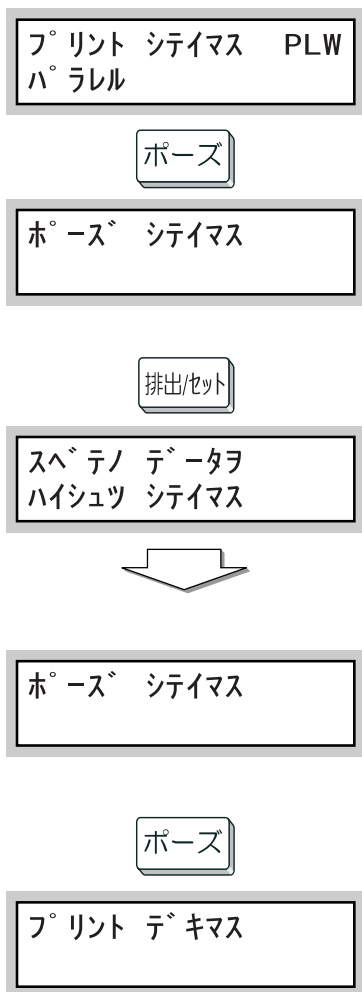 プリント シテイマス PLW
パラレル
ポーズ
ポーズ シテイマス
排出/セット
スベテノ データヲ
ハイシュツ シテイマス
ポーズ シテイマス
ポーズ
プリント デキマス